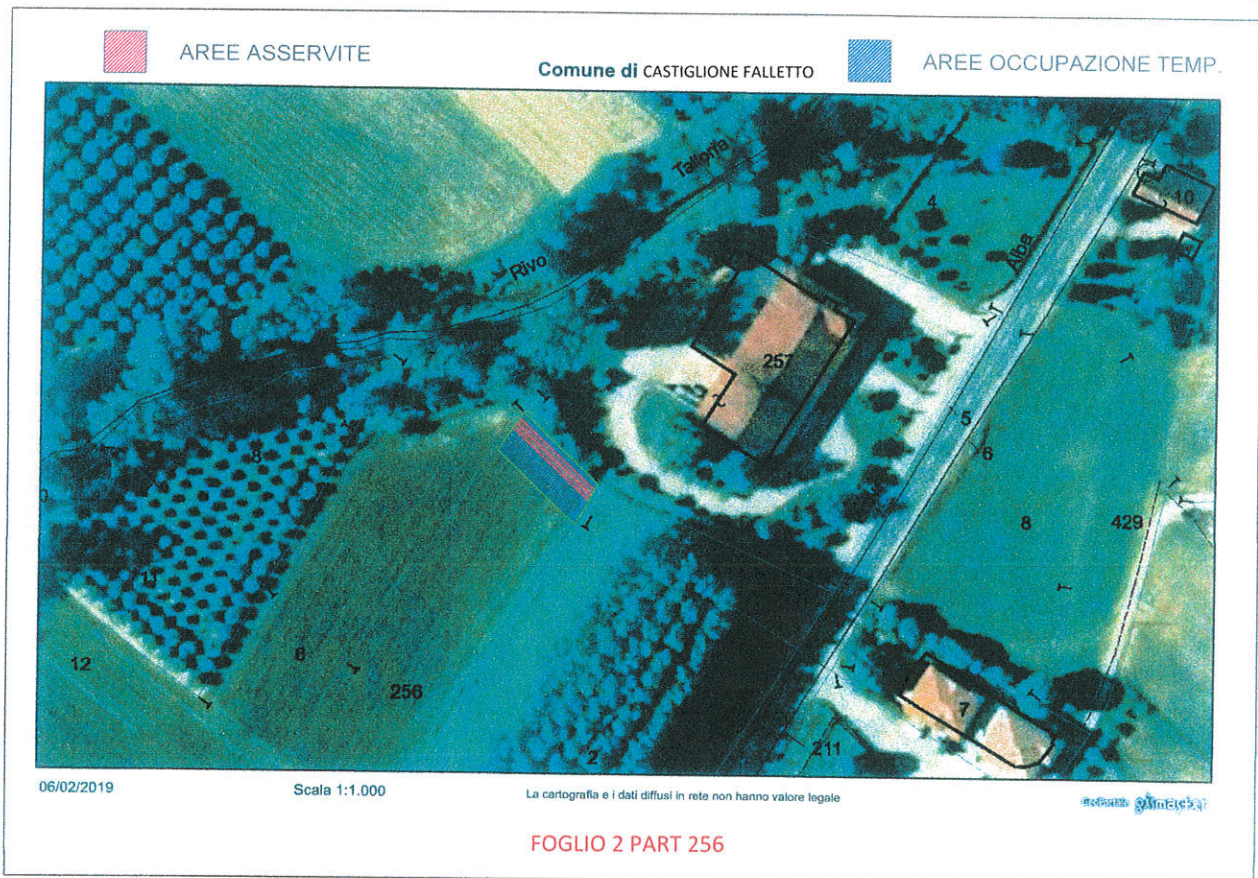 AREE ASSERVITE
Comune di CASTIGLIONE FALLETTO
AREE OCCUPAZIONE TEMP.
Rivo
Talloria
4
10
Alba
257
5
6
8
429
8
11
12
6
256
2
7
211
06/02/2019
Scala 1:1.000
La cartografia e i dati diffusi in rete non hanno valore legale
GeoPortale gismaster
FOGLIO 2 PART 256